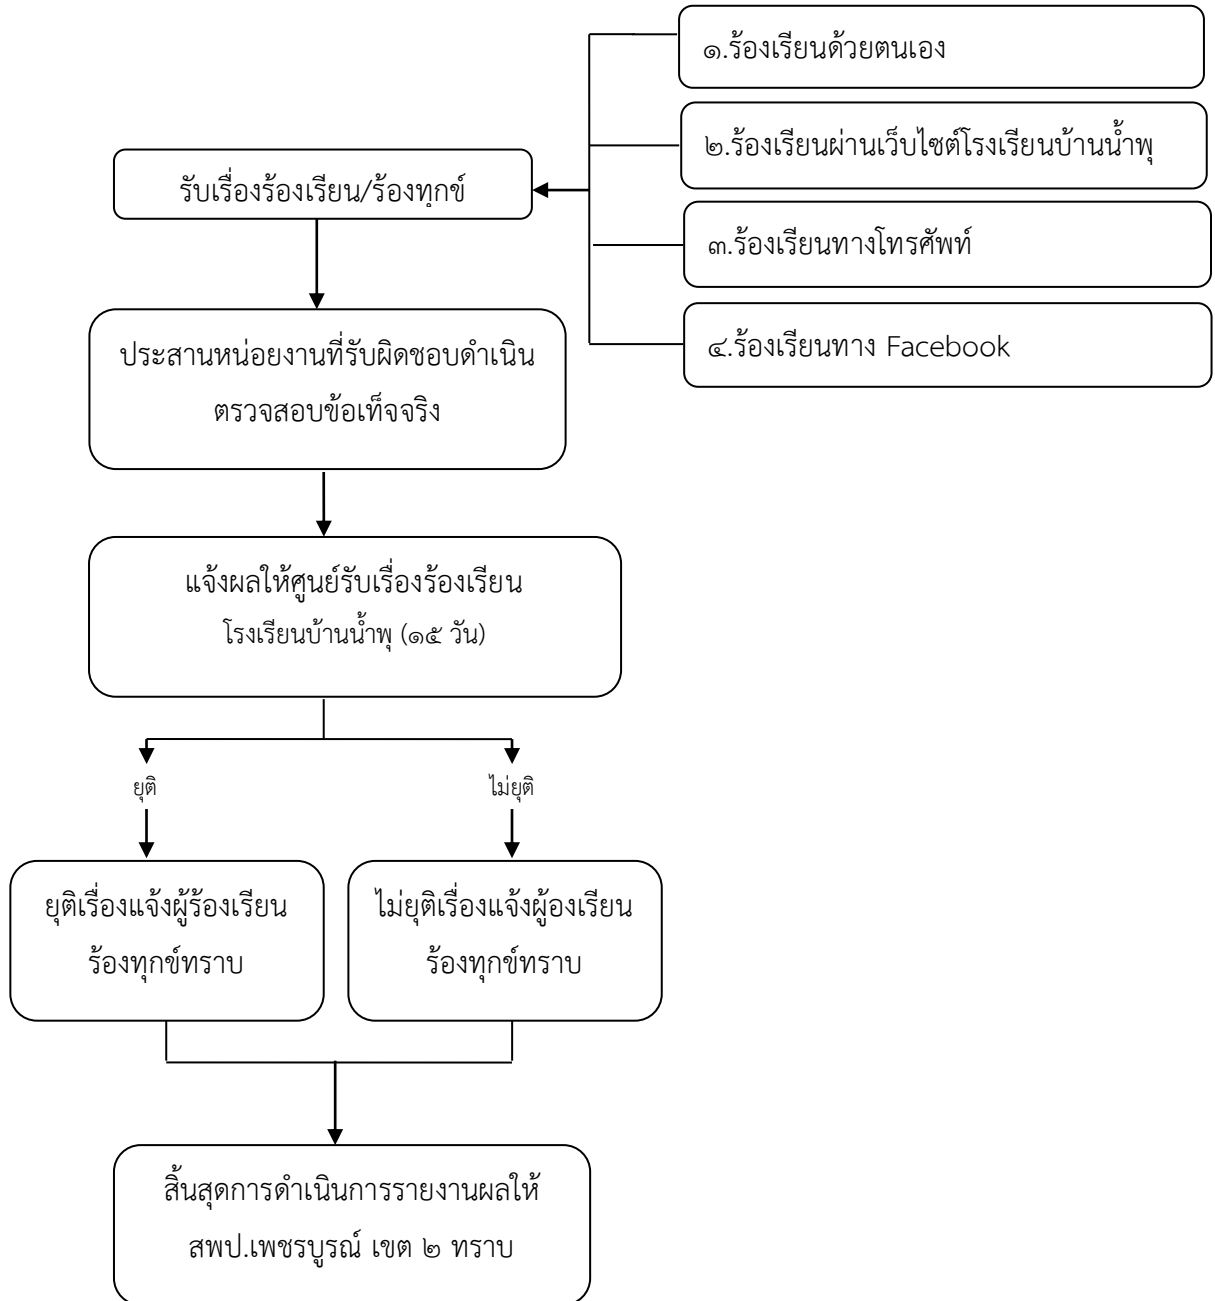 ๑.ร้องเรียนด้วยตนเอง
๒.ร้องเรียนผ่านเว็บไซต์โรงเรียนบ้านน้ำพุ
รับเรื่องร้องเรียน/ร้องทุกข์
๓.ร้องเรียนทางโทรศัพท์
๔.ร้องเรียนทาง Facebook
ประสานหน่อยงานที่รับผิดชอบดำเนิน
ตรวจสอบข้อเท็จจริง
แจ้งผลให้ศูนย์รับเรื่องร้องเรียน
โรงเรียนบ้านน้ำพุ (๑๕ วัน)
ยุติ
ไม่ยุติ
ยุติเรื่องแจ้งผู้ร้องเรียน
ร้องทุกข์ทราบ
ไม่ยุติเรื่องแจ้งผู้องเรียน
ร้องทุกข์ทราบ
สิ้นสุดการดำเนินการรายงานผลให้
สพป.เพชรบูรณ์ เขต ๒ ทราบ